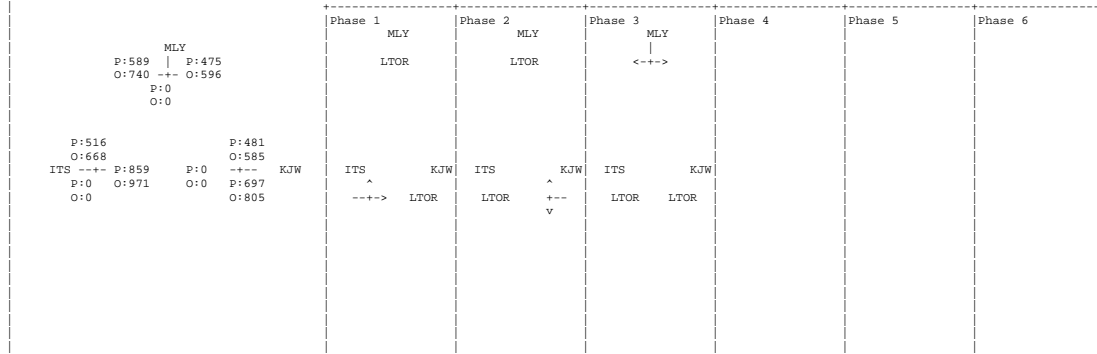 Phase 1 Phase 2 Phase 3 Phase 4 Phase 5 Phase 6
MLY MLY MLY
MLY |
P:589 | P:475 LTOR LTOR <-+->
O:740 -+- O:596
P:0
O:0
P:516 P:481
O:668 O:585
ITS --+- P:859 P:0 -+-- KJW ITS KJW ITS KJW ITS KJW
P:0 O:971 O:0 P:697 ^ ^
O:0 O:805 --+-> LTOR LTOR +-- LTOR LTOR
v